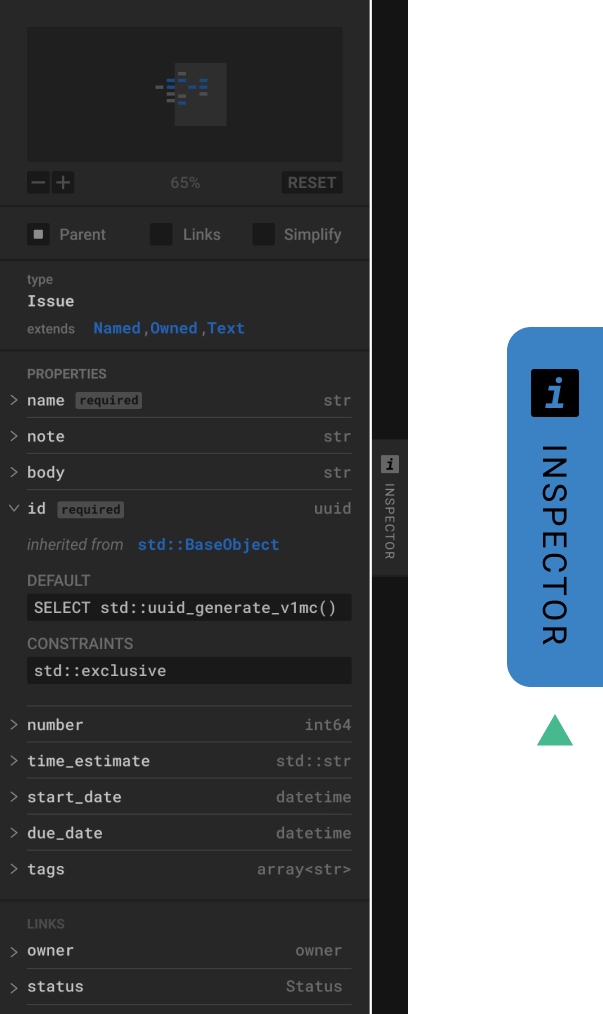 65%
RESET
Parent
Links
Simplify
type
Issue
extends Named,Owned,Text
PROPERTIES
name required str
note str
body str
id required uuid
inherited from std::BaseObject
DEFAULT
SELECT std::uuid_generate_v1mc()
CONSTRAINTS
std::exclusive
number int64
time_estimate std::str
start_date datetime
due_date datetime
tags array<str>
LINKS
owner owner
status Status
i INSPECTOR
i INSPECTOR